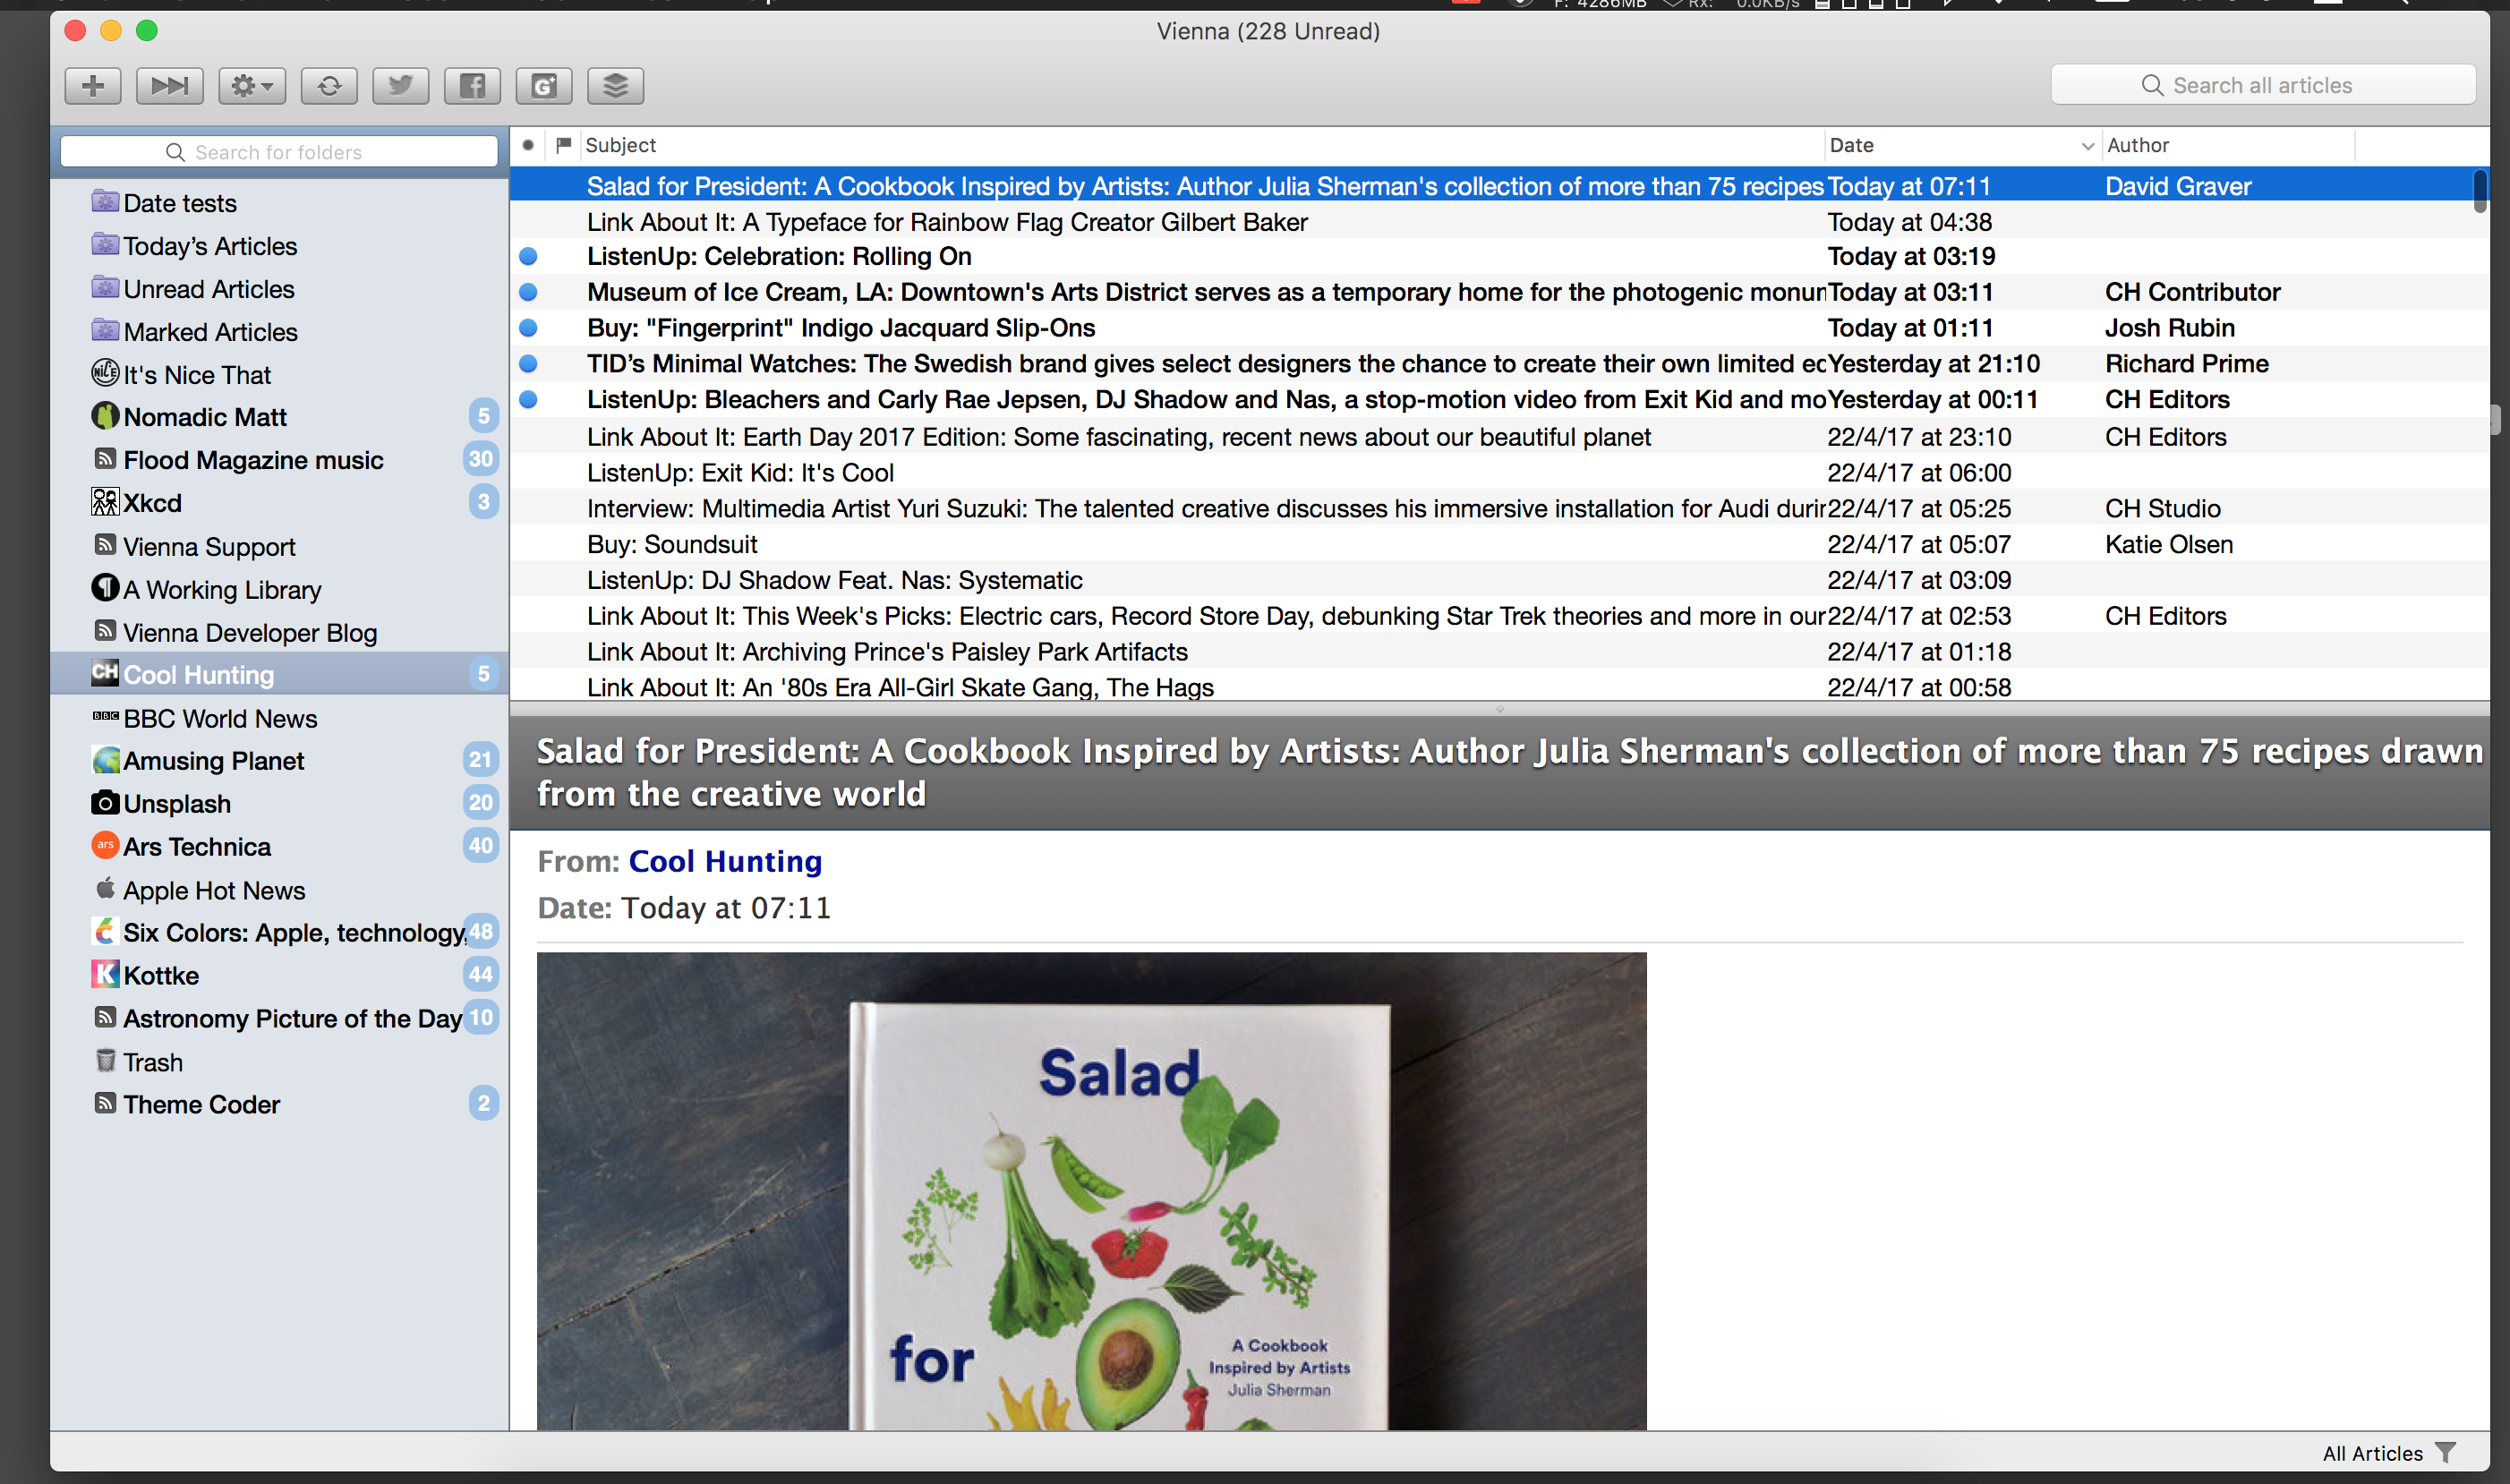 F: 4286MB Rx: 0.0KB/s
Vienna (228 Unread)
Search all articles
Search for folders
Date tests
Today’s Articles
Unread Articles
Marked Articles
NICE It's Nice That
Nomadic Matt 5
Flood Magazine music 30
Xkcd 3
Vienna Support
A Working Library
Vienna Developer Blog
CH Cool Hunting 5
BBC BBC World News
Amusing Planet 21
Unsplash 20
ars Ars Technica 40
Apple Hot News
Six Colors: Apple, technology, 48
K Kottke 44
Astronomy Picture of the Day 10
Trash
Theme Coder 2
Subject Date Author
Salad for President: A Cookbook Inspired by Artists: Author Julia Sherman's collection of more than 75 recipes Today at 07:11 David Graver
Link About It: A Typeface for Rainbow Flag Creator Gilbert Baker Today at 04:38
ListenUp: Celebration: Rolling On Today at 03:19
Museum of Ice Cream, LA: Downtown's Arts District serves as a temporary home for the photogenic monum Today at 03:11 CH Contributor
Buy: "Fingerprint" Indigo Jacquard Slip-Ons Today at 01:11 Josh Rubin
TID’s Minimal Watches: The Swedish brand gives select designers the chance to create their own limited ed Yesterday at 21:10 Richard Prime
ListenUp: Bleachers and Carly Rae Jepsen, DJ Shadow and Nas, a stop-motion video from Exit Kid and mo Yesterday at 00:11 CH Editors
Link About It: Earth Day 2017 Edition: Some fascinating, recent news about our beautiful planet 22/4/17 at 23:10 CH Editors
ListenUp: Exit Kid: It's Cool 22/4/17 at 06:00
Interview: Multimedia Artist Yuri Suzuki: The talented creative discusses his immersive installation for Audi durin 22/4/17 at 05:25 CH Studio
Buy: Soundsuit 22/4/17 at 05:07 Katie Olsen
ListenUp: DJ Shadow Feat. Nas: Systematic 22/4/17 at 03:09
Link About It: This Week's Picks: Electric cars, Record Store Day, debunking Star Trek theories and more in our 22/4/17 at 02:53 CH Editors
Link About It: Archiving Prince's Paisley Park Artifacts 22/4/17 at 01:18
Link About It: An '80s Era All-Girl Skate Gang, The Hags 22/4/17 at 00:58
Salad for President: A Cookbook Inspired by Artists: Author Julia Sherman's collection of more than 75 recipes drawn
from the creative world
From: Cool Hunting
Date: Today at 07:11
Salad
for
A Cookbook
Inspired by Artists
Julia Sherman
All Articles